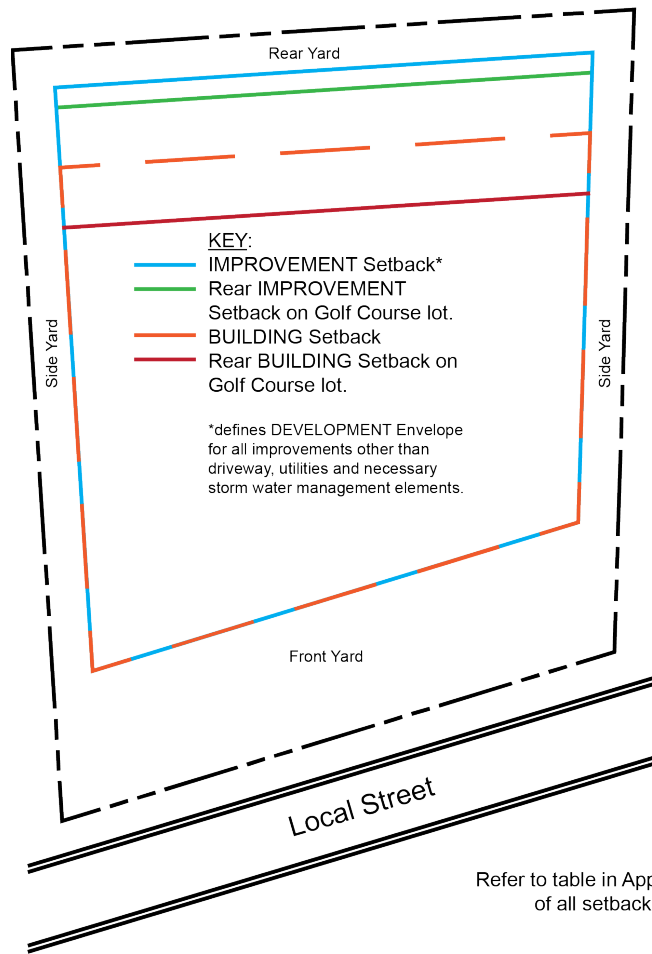 Rear Yard
KEY:
IMPROVEMENT Setback*
Rear IMPROVEMENT
Setback on Golf Course lot.
BUILDING Setback
Rear BUILDING Setback on
Golf Course lot.
Side Yard
Side Yard
*defines DEVELOPMENT Envelope
for all improvements other than
driveway, utilities and necessary
storm water management elements.
Front Yard
Local Street
Refer to table in App
of all setback